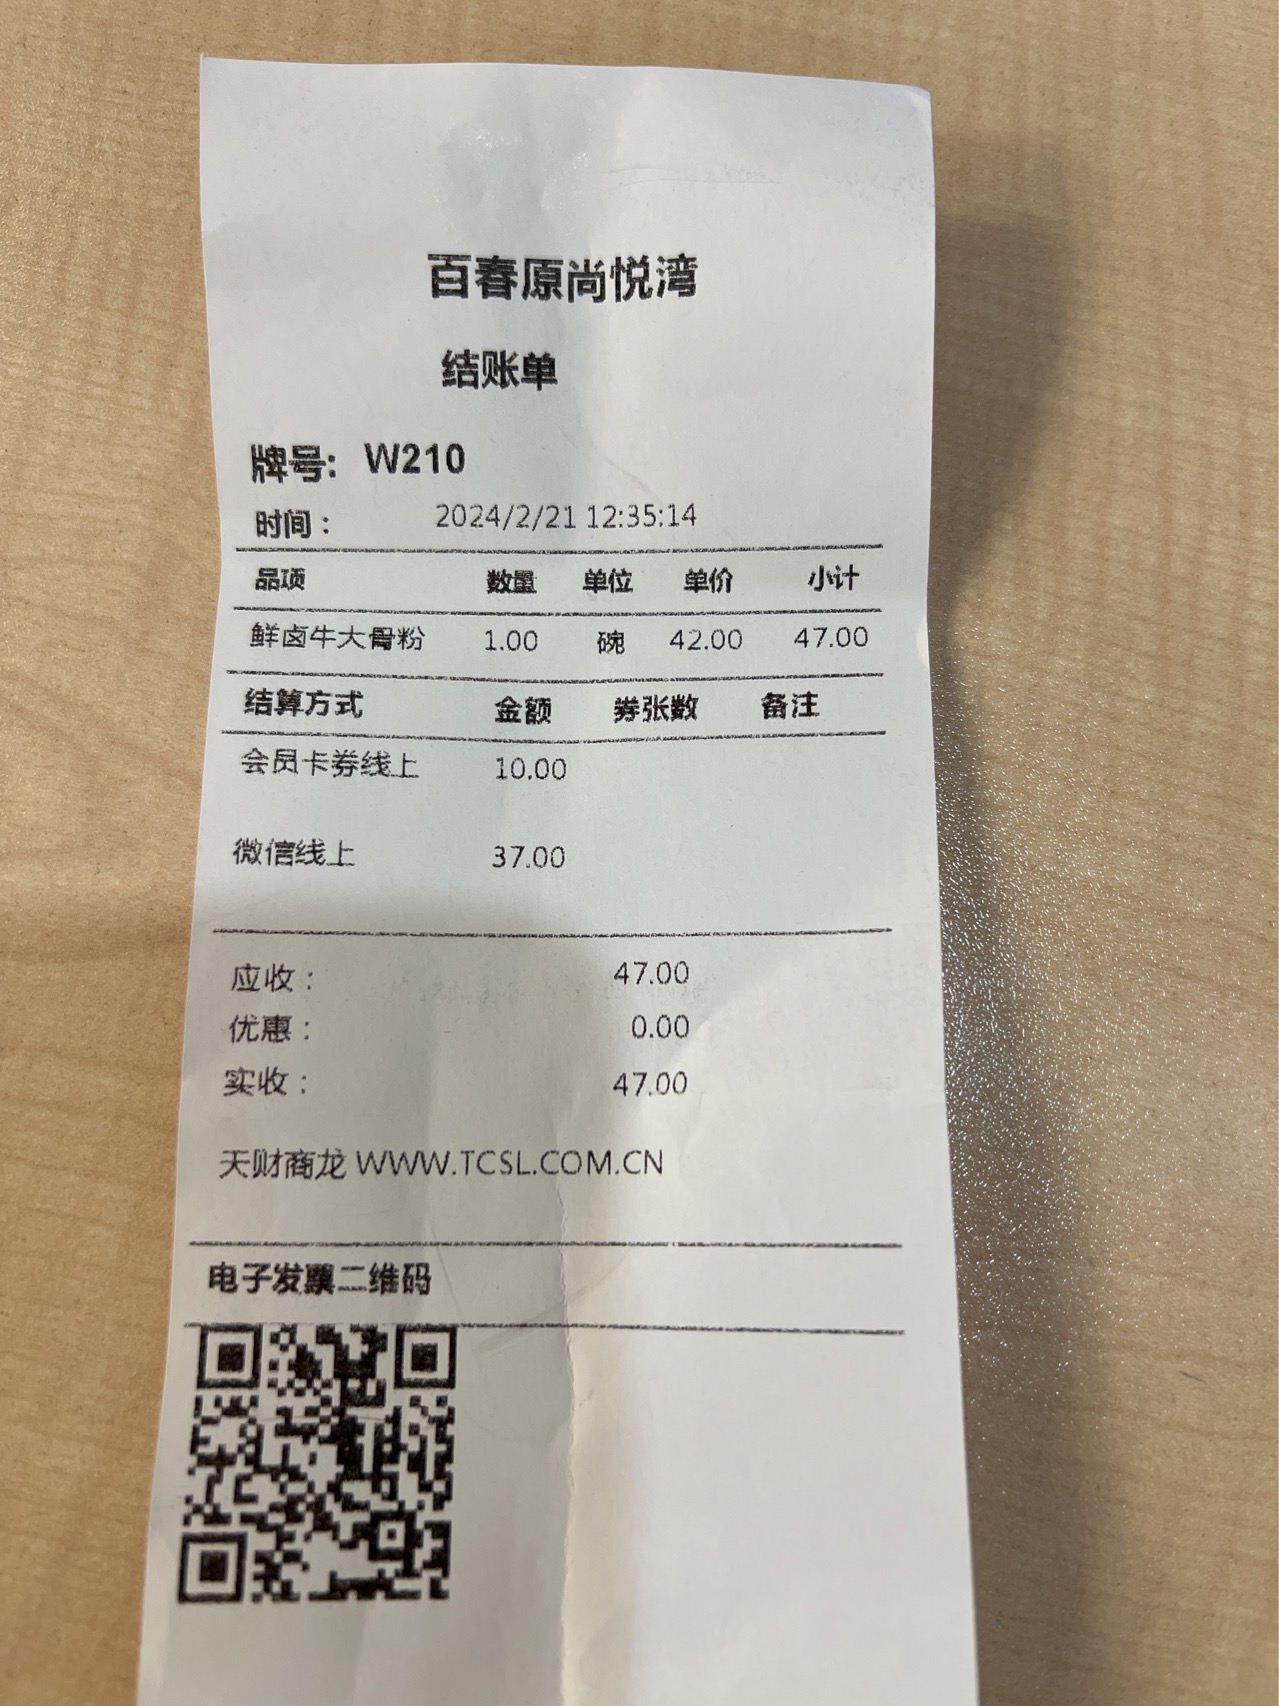 百春原尚悦湾
结账单
牌号: W210
时间： 2024/2/21 12:35:14
品项 数量 单位 单价 小计
鲜卤牛大骨粉 1.00 碗 42.00 47.00
结算方式 金额 券张数 备注
会员卡券线上 10.00
微信线上 37.00
应收： 47.00
优惠： 0.00
实收： 47.00
天财商龙 WWW.TCSL.COM.CN
电子发票二维码